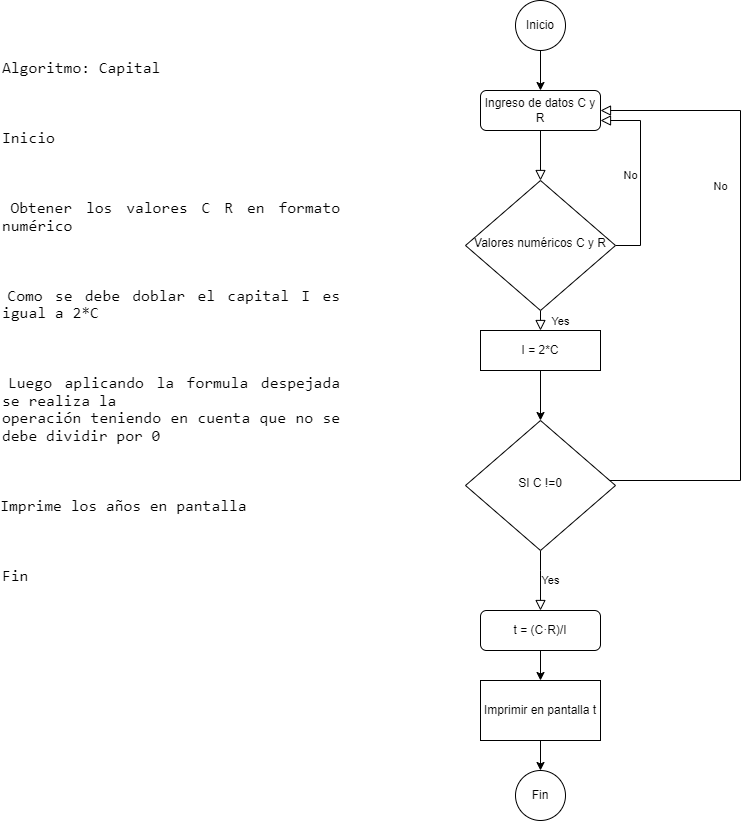 Algoritmo: Capital
Inicio
Obtener los valores C R en formato
numérico
Como se debe doblar el capital I es
igual a 2*C
Luego aplicando la formula despejada
se realiza la
operación teniendo en cuenta que no se
debe dividir por 0
Imprime los años en pantalla
Fin
Inicio
Ingreso de datos C y
R
No
No
Valores numéricos C y R
Yes
I = 2*C
SI C !=0
Yes
t = (C·R)/I
Imprimir en pantalla t
Fin